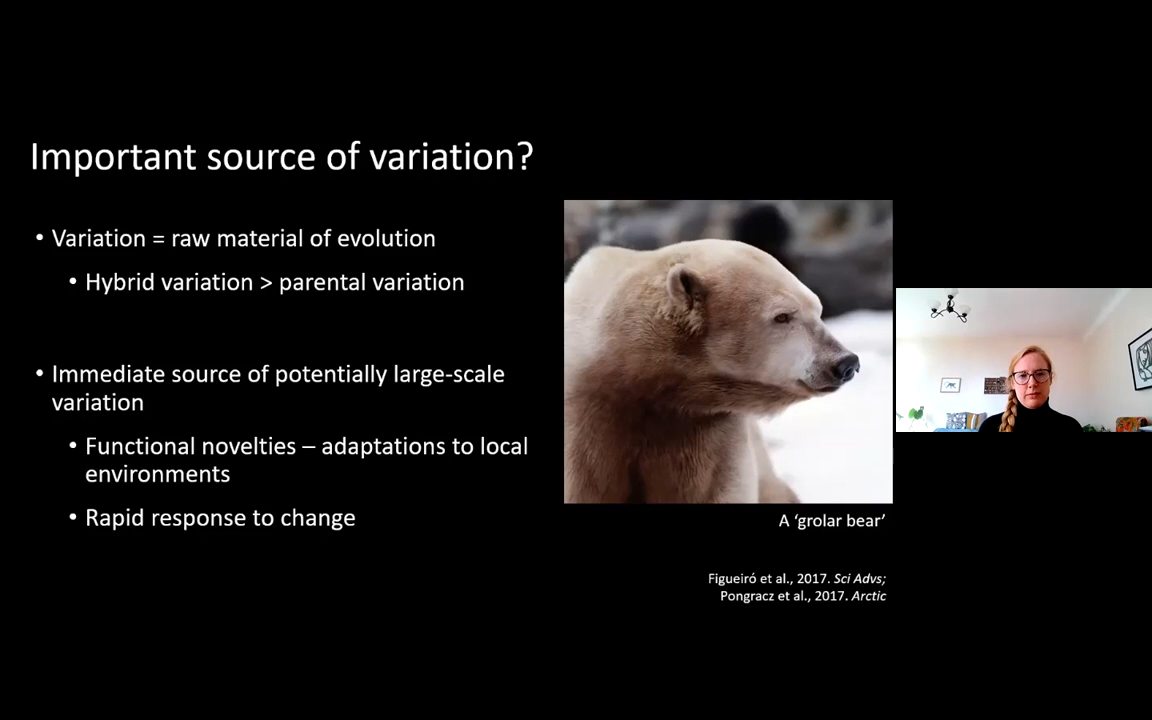 Important source of variation?
• Variation = raw material of evolution
• Hybrid variation > parental variation
• Immediate source of potentially large-scale
variation
• Functional novelties – adaptations to local
environments
• Rapid response to change
A ‘grolar bear’
Figueiró et al., 2017. Sci Advs;
Pongracz et al., 2017. Arctic